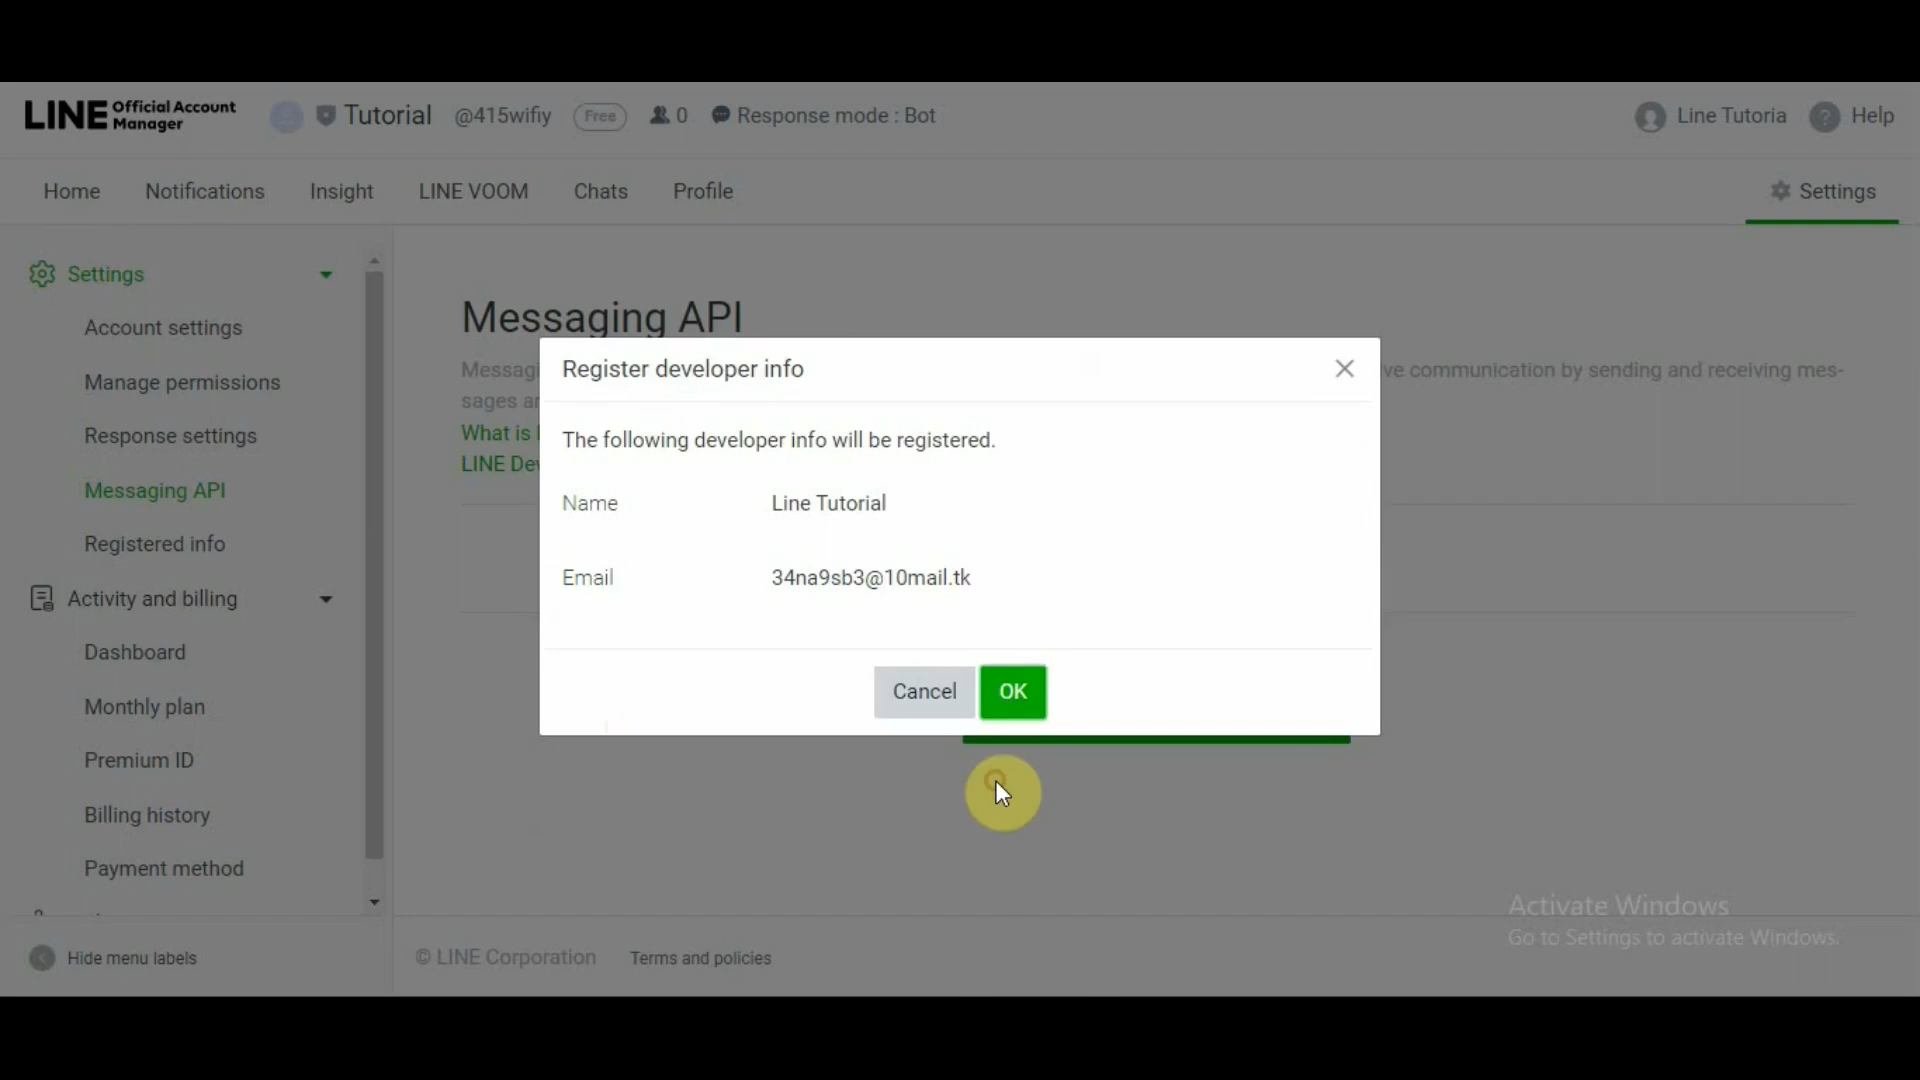 LINE Official Account Manager
Tutorial @415wifiy Free 0 Response mode : Bot
Line Tutoria Help
Home Notifications Insight LINE VOOM Chats Profile Settings
Settings
Account settings
Manage permissions
Response settings
Messaging API
Registered info
Activity and billing
Dashboard
Monthly plan
Premium ID
Billing history
Payment method
Hide menu labels
Messaging API
ve communication by sending and receiving mes-
sages
What is
LINE
Register developer info
The following developer info will be registered.
Name Line Tutorial
Email 34na9sb3@10mail.tk
Cancel OK
Activate Windows
Go to Settings to activate Windows.
© LINE Corporation Terms and policies